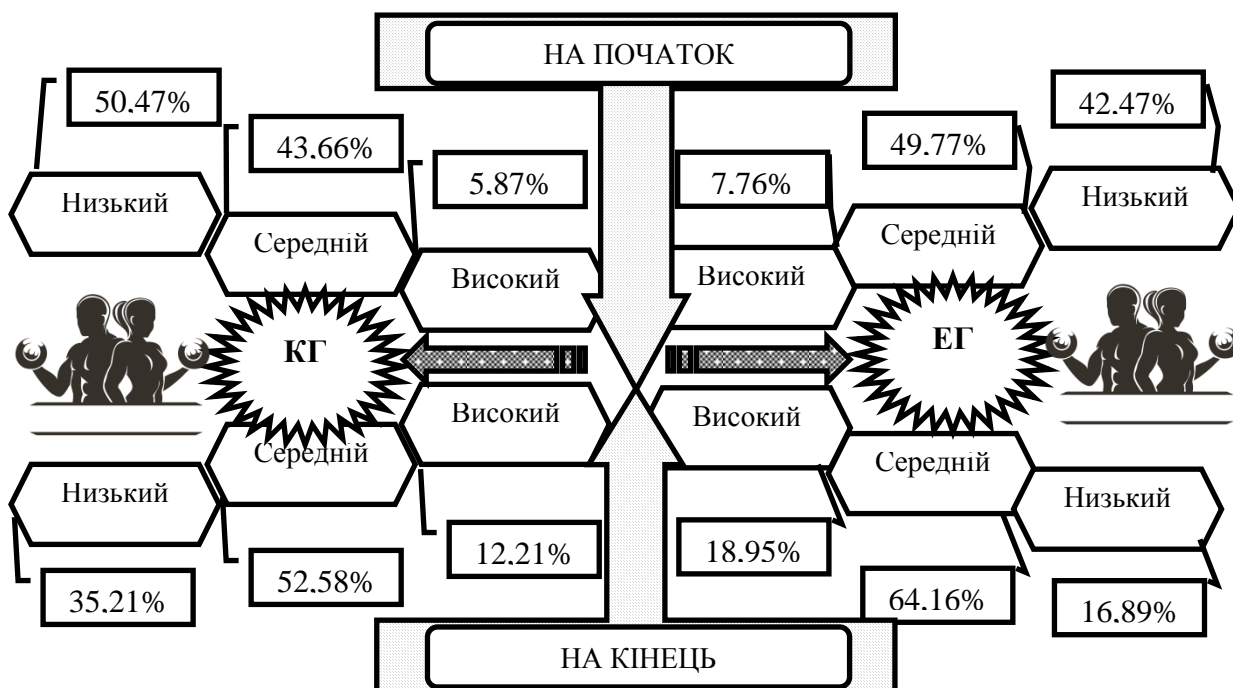 НА ПОЧАТОК
50,47%
42,47%
43,66%
49,77%
5,87%
7,76%
Низький
Середній
Високий
Високий
Середній
Низький
КГ
ЕГ
Високий
Високий
Середній
Середній
Низький
Низький
12,21%
18,95%
52,58%
64,16%
35,21%
16,89%
НА КІНЕЦЬ